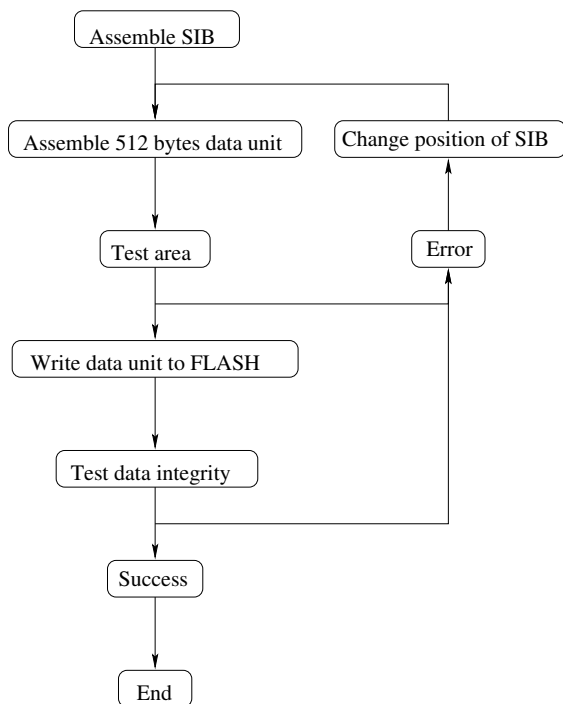 Assemble SIB
Assemble 512 bytes data unit
Change position of SIB
Test area
Error
Write data unit to FLASH
Test data integrity
Success
End